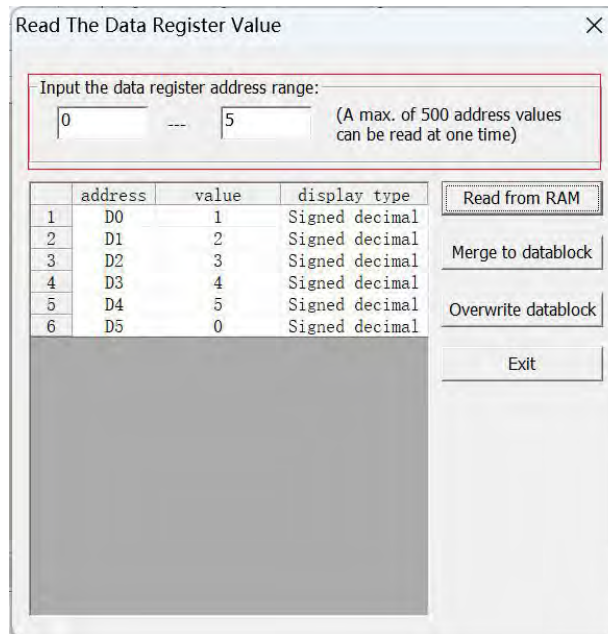 Read The Data Register Value
Input the data register address range:
0 --- 5 (A max. of 500 address values
can be read at one time)
address value display type
1 D0 1 Signed decimal
2 D1 2 Signed decimal
3 D2 3 Signed decimal
4 D3 4 Signed decimal
5 D4 5 Signed decimal
6 D5 0 Signed decimal
Read from RAM
Merge to datablock
Overwrite datablock
Exit